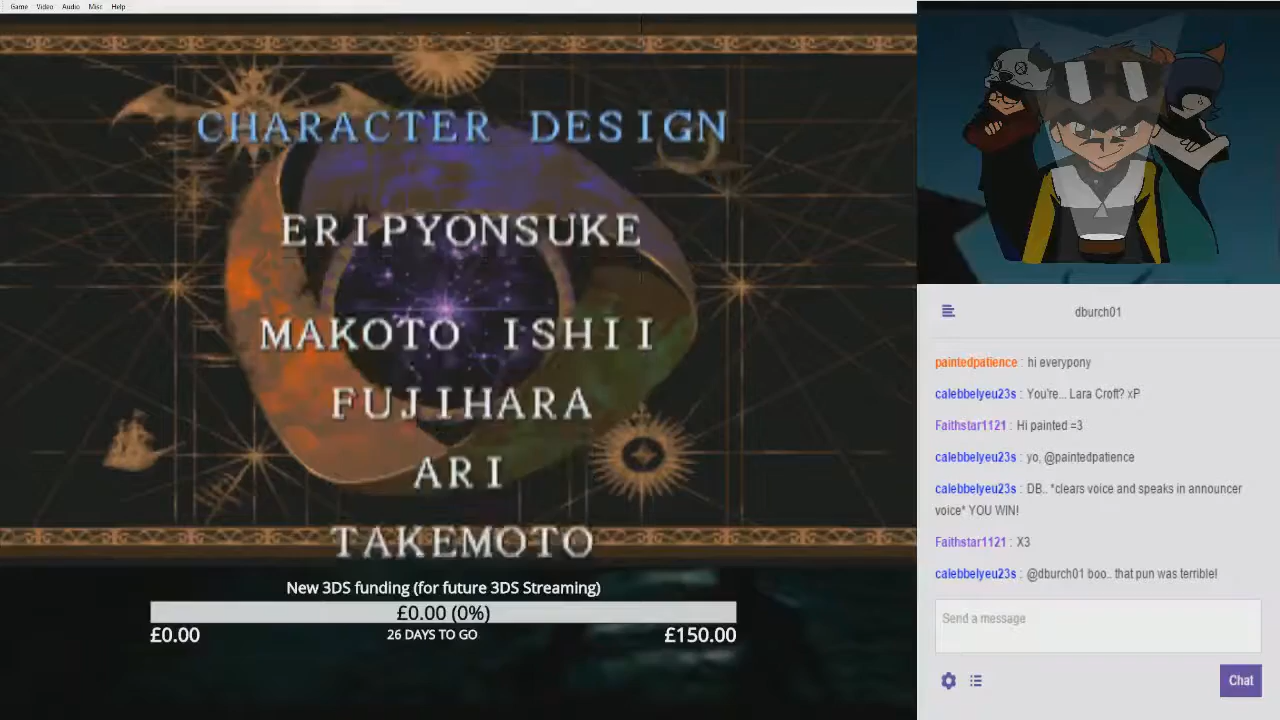 Game Video Audio Misc Help
CHARACTER DESIGN
ERIPYONSUKE
MAKOTO ISHII
FUJIHARA
ARI
TAKEMOTO
New 3DS funding (for future 3DS Streaming)
£0.00 (0%)
£0.00 26 DAYS TO GO £150.00
dburch01
paintedpatience : hi everypony
calebbelyeu23s : You're... Lara Croft? xP
Faithstar1121 : Hi painted =3
calebbelyeu23s : yo, @paintedpatience
calebbelyeu23s : DB.. *clears voice and speaks in announcer
voice* YOU WIN!
Faithstar1121 : X3
calebbelyeu23s : @dburch01 boo.. that pun was terrible!
Send a message
Chat